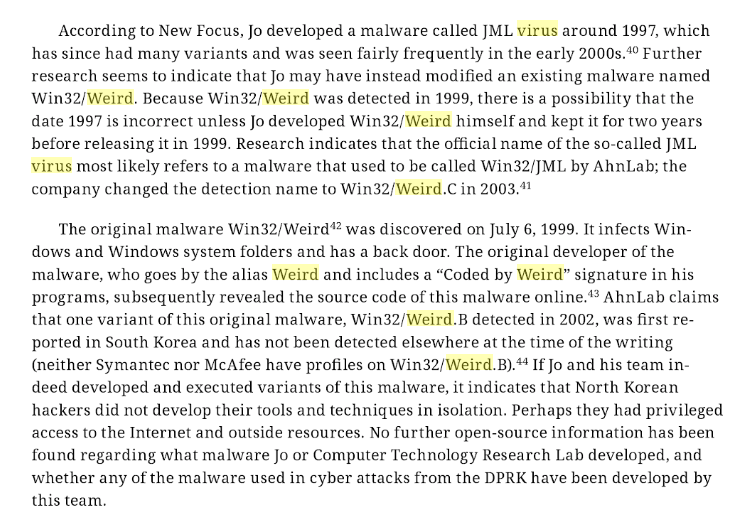 According to New Focus, Jo developed a malware called JML virus around 1997, which
has since had many variants and was seen fairly frequently in the early 2000s.40 Further
research seems to indicate that Jo may have instead modified an existing malware named
Win32/Weird. Because Win32/Weird was detected in 1999, there is a possibility that the
date 1997 is incorrect unless Jo developed Win32/Weird himself and kept it for two years
before releasing it in 1999. Research indicates that the official name of the so-called JML
virus most likely refers to a malware that used to be called Win32/JML by AhnLab; the
company changed the detection name to Win32/Weird.C in 2003.41
The original malware Win32/Weird42 was discovered on July 6, 1999. It infects Win-
dows and Windows system folders and has a back door. The original developer of the
malware, who goes by the alias Weird and includes a “Coded by Weird” signature in his
programs, subsequently revealed the source code of this malware online.43 AhnLab claims
that one variant of this original malware, Win32/Weird.B detected in 2002, was first re-
ported in South Korea and has not been detected elsewhere at the time of the writing
(neither Symantec nor McAfee have profiles on Win32/Weird.B).44 If Jo and his team in-
deed developed and executed variants of this malware, it indicates that North Korean
hackers did not develop their tools and techniques in isolation. Perhaps they had privileged
access to the Internet and outside resources. No further open-source information has been
found regarding what malware Jo or Computer Technology Research Lab developed, and
whether any of the malware used in cyber attacks from the DPRK have been developed by
this team.